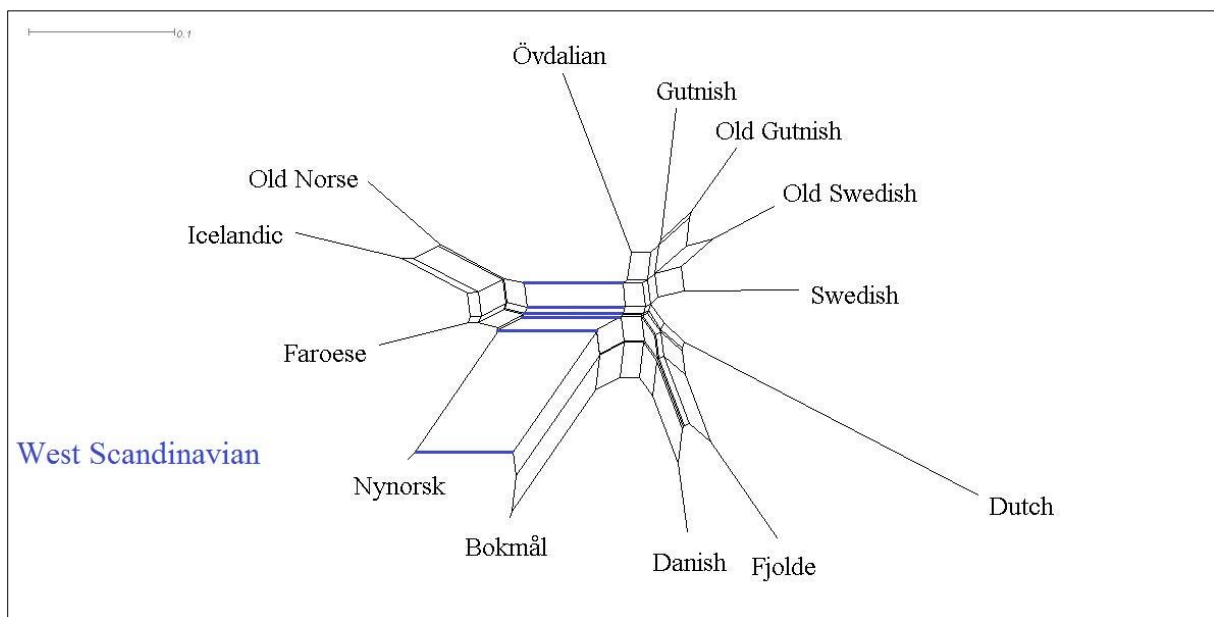 0.1
Övdalian
Gutnish
Old Gutnish
Old Norse
Old Swedish
Icelandic
Swedish
Faroese
West Scandinavian
Nynorsk
Dutch
Bokmål
Danish
Fjolde